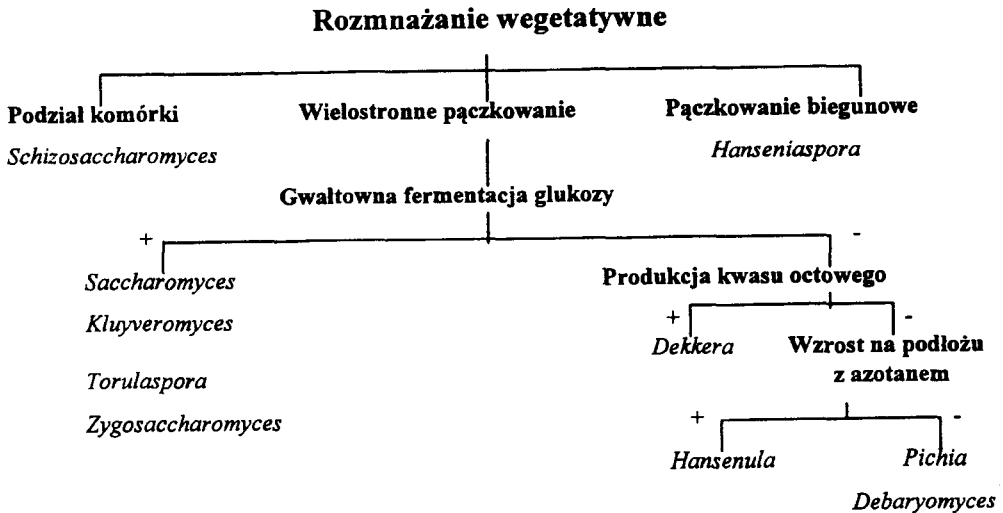 Rozmnażanie wegetatywne
Podział komórki
Wielostronne pączkowanie
Pączkowanie biegunowe
Schizosaccharomyces
Hanseniaspora
Gwałtowna fermentacja glukozy
+
-
Saccharomyces
Produkcja kwasu octowego
Kluyveromyces
+
-
Dekkera
Wzrost na podłożu
z azotanem
Torulaspora
Zygosaccharomyces
+
-
Hansenula
Pichia
Debaryomyces